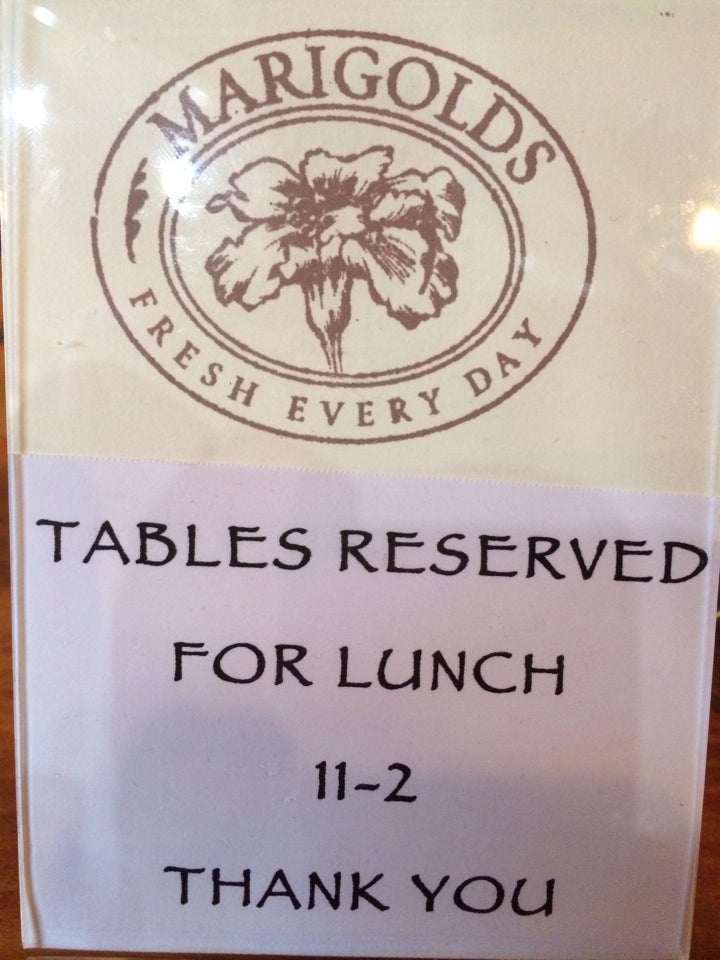 MARIGOLDS
FRESH EVERY DAY
TABLES RESERVED
FOR LUNCH
11-2
THANK YOU